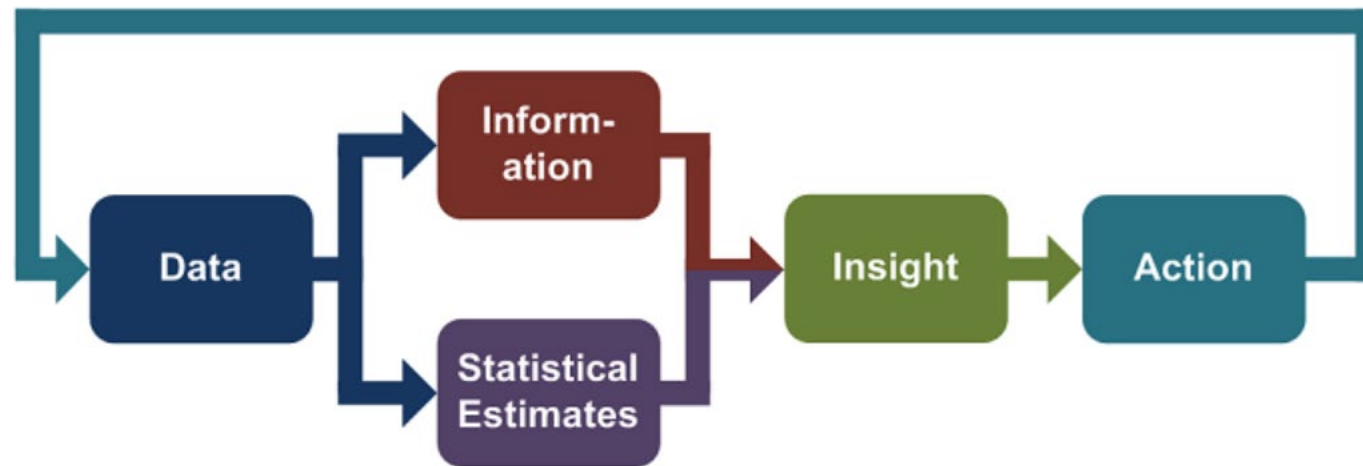 Inform-
ation
Data
Insight
Action
Statistical
Estimates